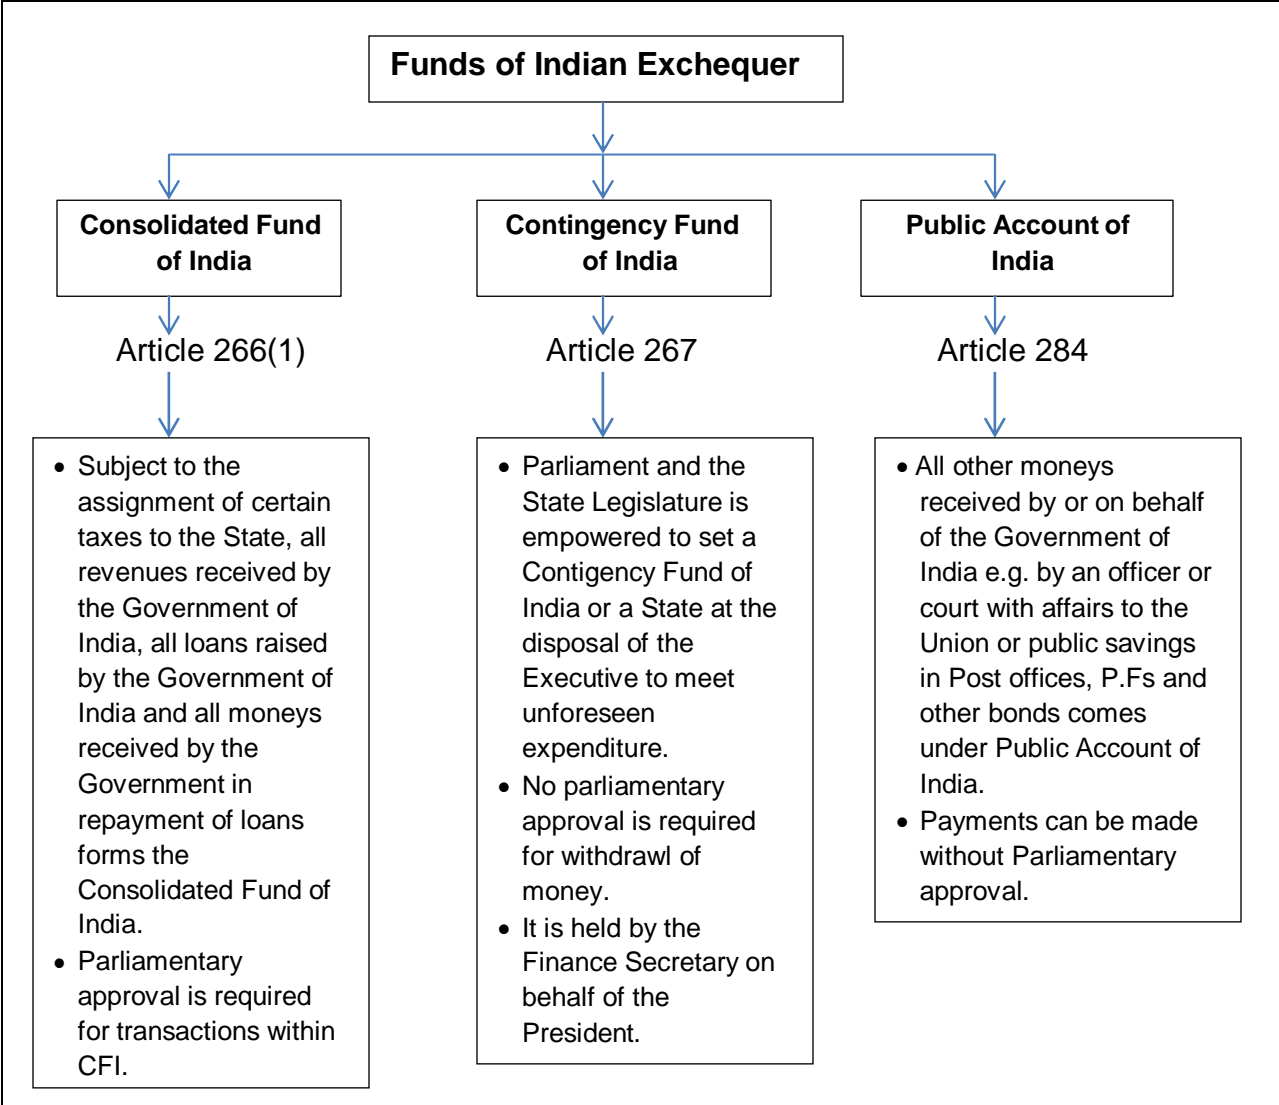 Funds of Indian Exchequer
Consolidated Fund
of India
Contingency Fund
of India
Public Account of
India
Article 266(1)
Article 267
Article 284
• Subject to the
assignment of certain
taxes to the State, all
revenues received by
the Government of
India, all loans raised
by the Government of
India and all moneys
received by the
Government in
repayment of loans
forms the
Consolidated Fund of
India.
• Parliamentary
approval is required
for transactions within
CFI.
• Parliament and the
State Legislature is
empowered to set a
Contigency Fund of
India or a State at the
disposal of the
Executive to meet
unforeseen
expenditure.
• No parliamentary
approval is required
for withdrawl of
money.
• It is held by the
Finance Secretary on
behalf of the
President.
• All other moneys
received by or on behalf
of the Government of
India e.g. by an officer or
court with affairs to the
Union or public savings
in Post offices, P.Fs and
other bonds comes
under Public Account of
India.
• Payments can be made
without Parliamentary
approval.